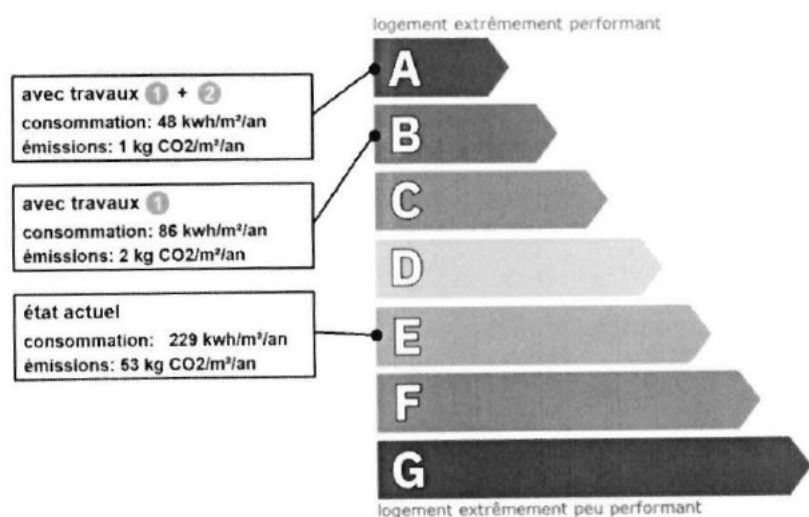 logement extrêmement performant
avec travaux 1 + 2
consommation: 48 kwh/m²/an
émissions: 1 kg CO2/m²/an
avec travaux 1
consommation: 86 kwh/m²/an
émissions: 2 kg CO2/m²/an
état actuel
consommation: 229 kwh/m²/an
émissions: 53 kg CO2/m²/an
A
B
C
D
E
F
G
logement extrêmement peu performant